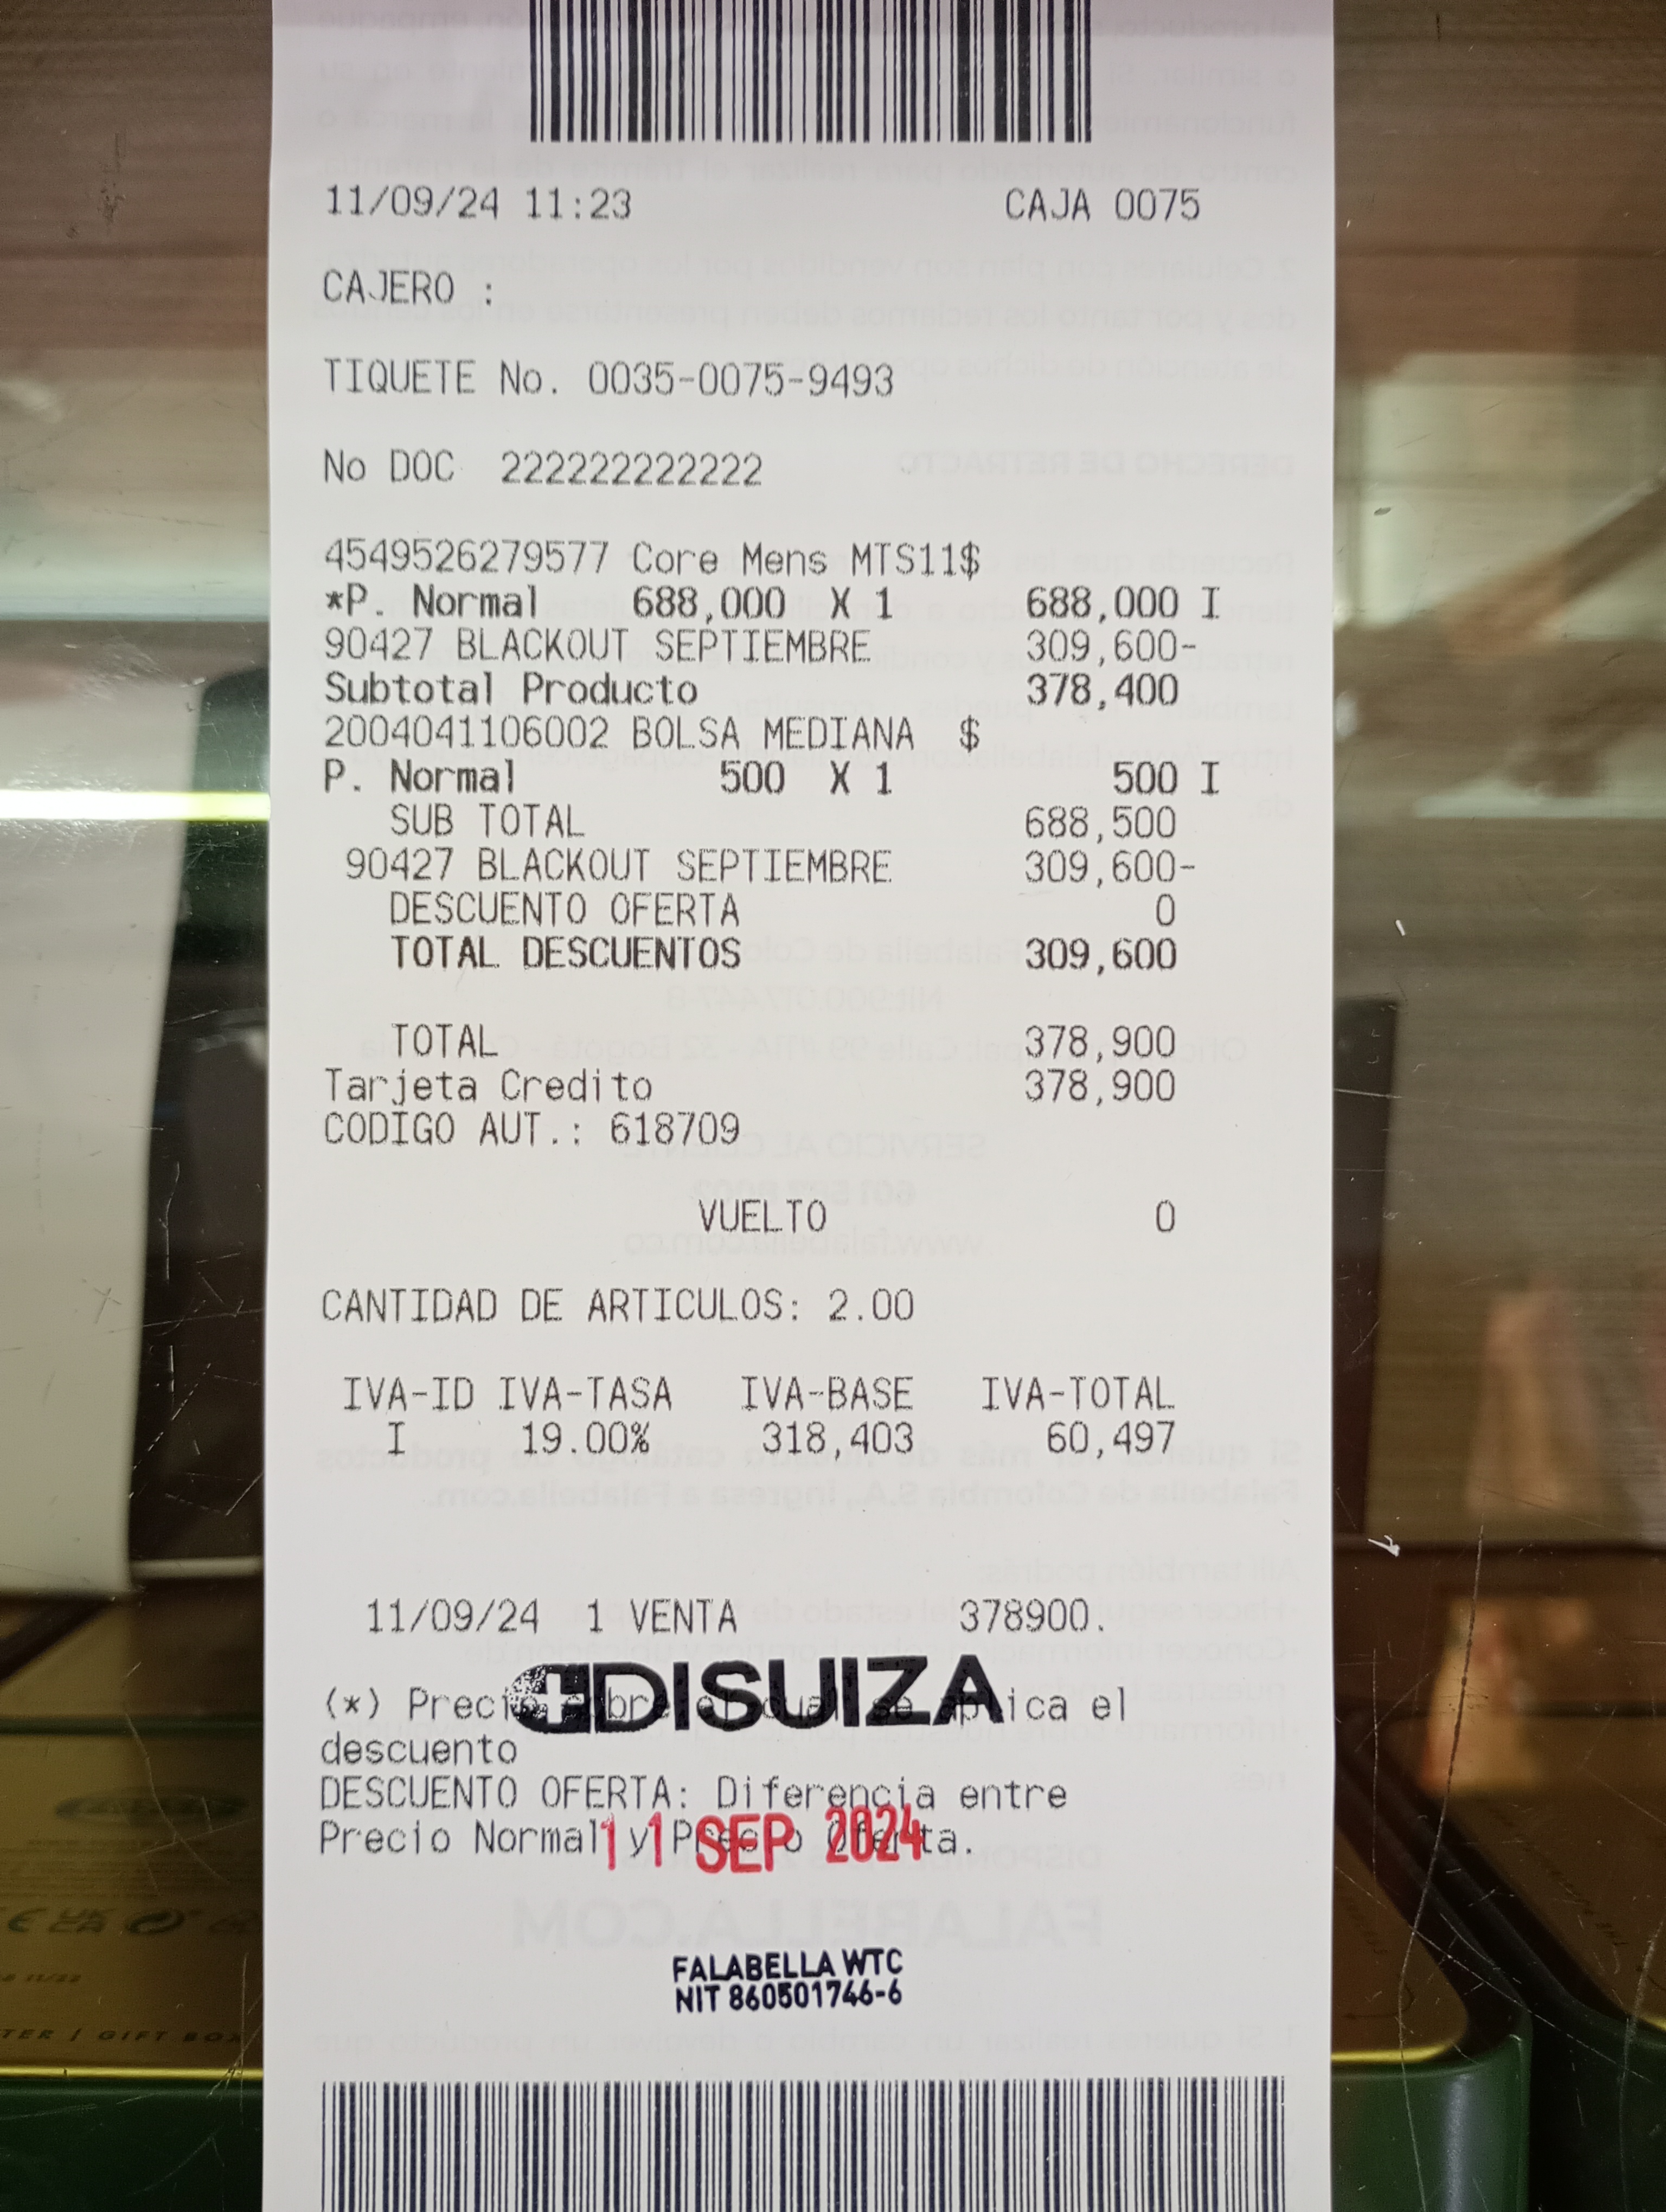 11/09/24 11:23 CAJA 0075
CAJERO :
TIQUETE No. 0035-0075-9493
No DOC 222222222222
4549526279577 Core Mens MTS11$
*P. Normal 688,000 X 1 688,000 I
90427 BLACKOUT SEPTIEMBRE 309,600-
Subtotal Producto 378,400
2004041106002 BOLSA MEDIANA $
P. Normal 500 X 1 500 I
SUB TOTAL 688,500
90427 BLACKOUT SEPTIEMBRE 309,600-
DESCUENTO OFERTA 0
TOTAL DESCUENTOS 309,600
TOTAL 378,900
Tarjeta Credito 378,900
CODIGO AUT.: 618709
VUELTO 0
CANTIDAD DE ARTICULOS: 2.00
IVA-ID IVA-TASA IVA-BASE IVA-TOTAL
I 19.00% 318,403 60,497
11/09/24 1 VENTA 378900.
DISUIZA
(*) Precio sobre el cual se aplica el
descuento
DESCUENTO OFERTA: Diferencia entre
Precio Normal y Precio Oferta.
11 SEP 2024
FALABELLA WTC
NIT 860501746-6
FALABELLA.COM
GIFT BOX